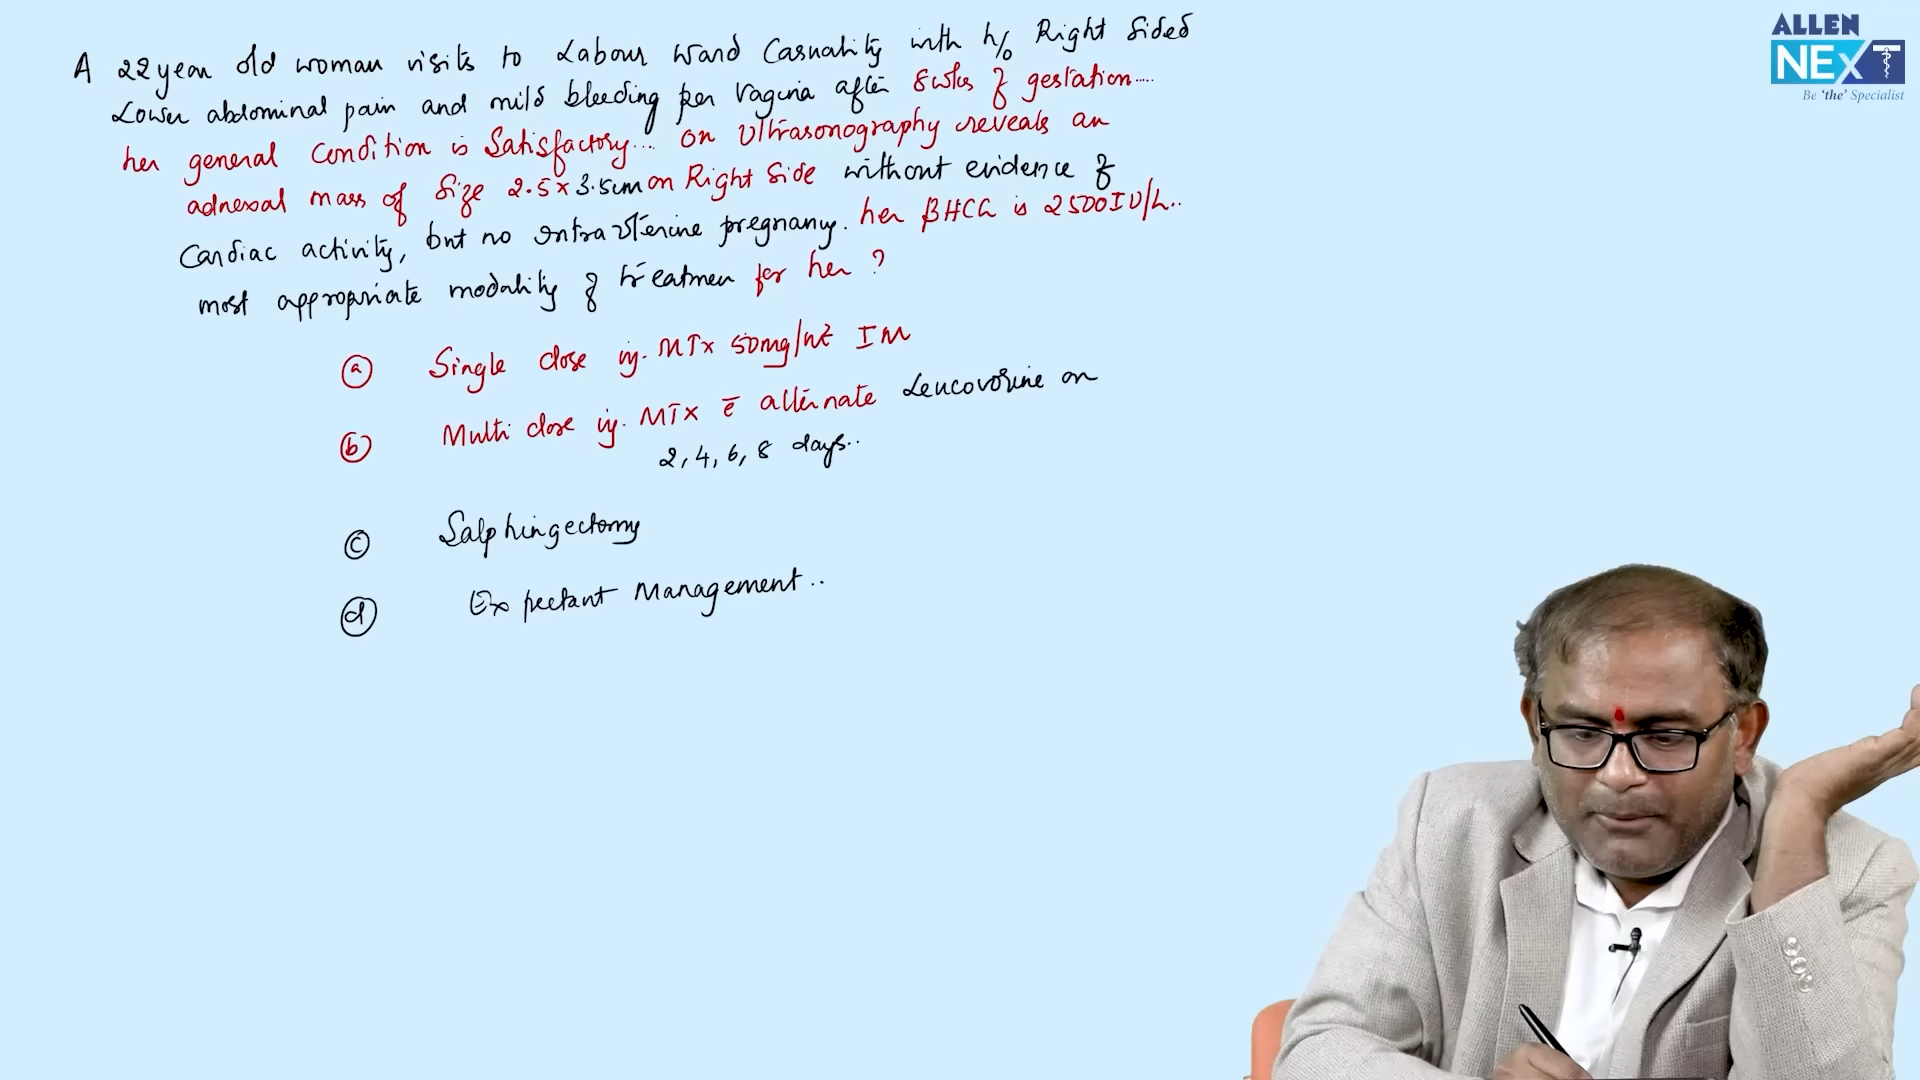 A 22 year old woman visits to Labour Ward Casuality with h/o Right Sided
Lower abdominal pain and mild bleeding per vagina after 8 wks of gestation.....
her general condition is Satisfactory.... on Ultrasonography reveals an
adnexal mass of Size 2.5 x 3.5cm on Right Side without evidence of
Cardiac activity, but no intrauterine pregnancy. her βHCG is 2500 IU/L..
most appropriate modality of treatmen for her ?
(a) Single dose inj. MTx 50mg/m² IM
(b) Multi dose inj. MTx c̄ alternate Leucovorine on
2, 4, 6, 8 days..
(c) Salphingectomy
(d) Expectant Management..
ALLEN
NEXT
Be 'the' Specialist